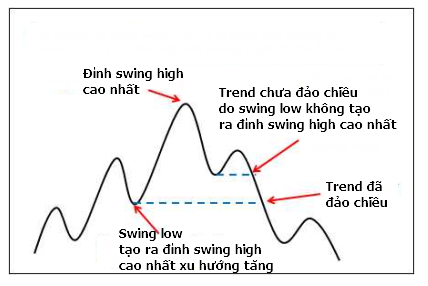 Đỉnh swing high
cao nhất
Trend chưa đảo chiều
do swing low không tạo
ra đỉnh swing high cao nhất
Trend đã
đảo chiều
Swing low
tạo ra đỉnh swing high
cao nhất xu hướng tăng